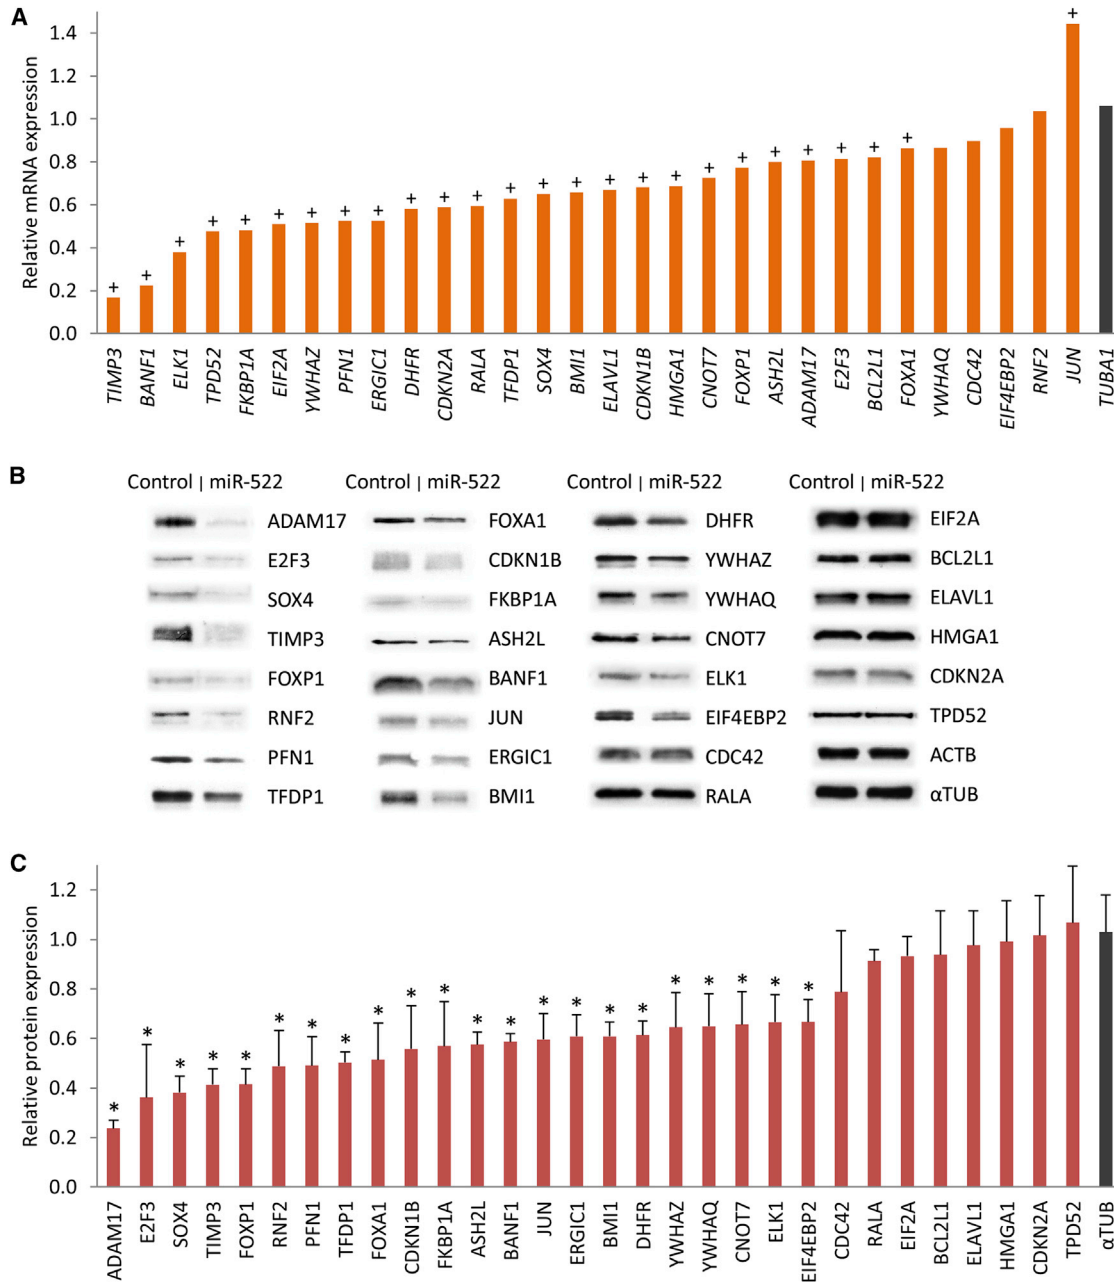 A
Relative mRNA expression
1.4
1.2
1.0
0.8
0.6
0.4
0.2
0.0
+ + + + + + + + + + + + + + + + + + + + + + + + + +
TIMP3
BANF1
ELK1
TPD52
FKBP1A
EIF2A
YWHAZ
PFN1
ERGIC1
DHFR
CDKN2A
RALA
TFDP1
SOX4
BMI1
ELAVL1
CDKN1B
HMGA1
CNOT7
FOXP1
ASH2L
ADAM17
E2F3
BCL2L1
FOXA1
YWHAQ
CDC42
EIF4EBP2
RNF2
JUN
TUBA1
B
Control | miR-522
ADAM17
E2F3
SOX4
TIMP3
FOXP1
RNF2
PFN1
TFDP1
Control | miR-522
FOXA1
CDKN1B
FKBP1A
ASH2L
BANF1
JUN
ERGIC1
BMI1
Control | miR-522
DHFR
YWHAZ
YWHAQ
CNOT7
ELK1
EIF4EBP2
CDC42
RALA
Control | miR-522
EIF2A
BCL2L1
ELAVL1
HMGA1
CDKN2A
TPD52
ACTB
αTUB
C
Relative protein expression
1.2
1.0
0.8
0.6
0.4
0.2
0.0
* * * * * * * * * * * * * * * * * * * * * *
ADAM17
E2F3
SOX4
TIMP3
FOXP1
RNF2
PFN1
TFDP1
FOXA1
CDKN1B
FKBP1A
ASH2L
BANF1
JUN
ERGIC1
BMI1
DHFR
YWHAZ
YWHAQ
CNOT7
ELK1
EIF4EBP2
CDC42
RALA
EIF2A
BCL2L1
ELAVL1
HMGA1
CDKN2A
TPD52
αTUB